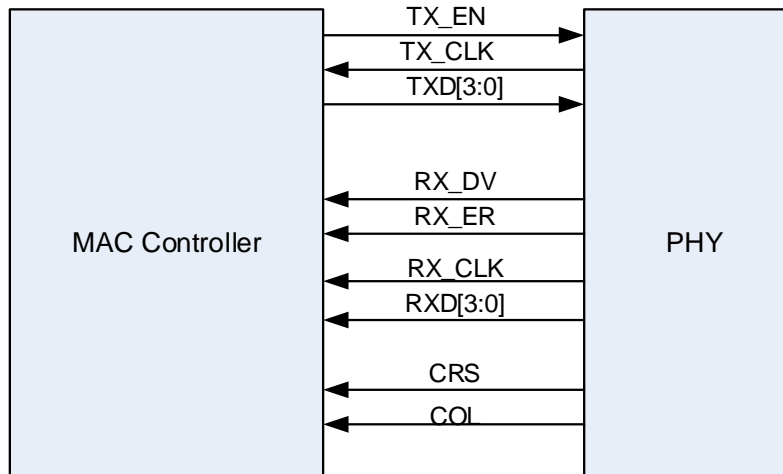 TX_EN
TX_CLK
TXD[3:0]
RX_DV
RX_ER
MAC Controller
PHY
RX_CLK
RXD[3:0]
CRS
COL